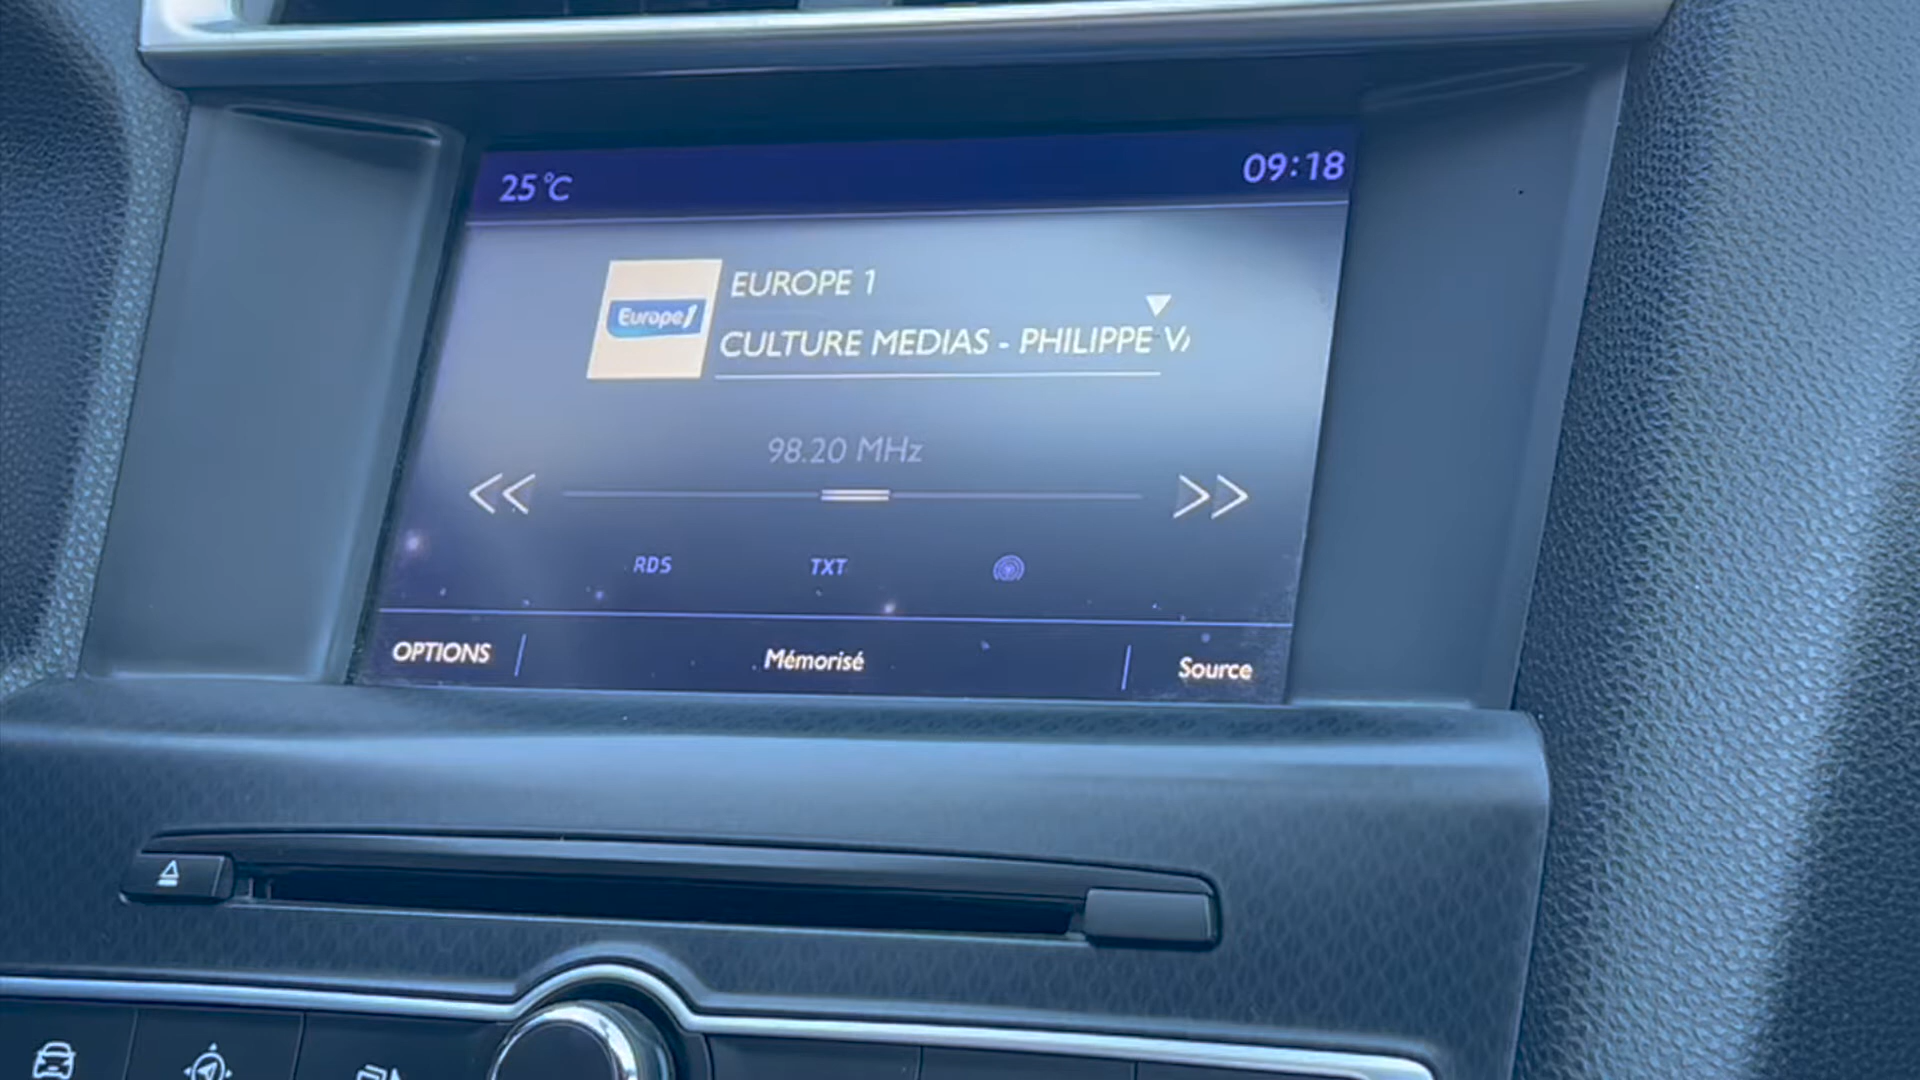 25°C
09:18
Europe 1
EUROPE 1
CULTURE MEDIAS - PHILIPPE
98.20 MHz
RDS
TXT
OPTIONS
Mémorisé
Source